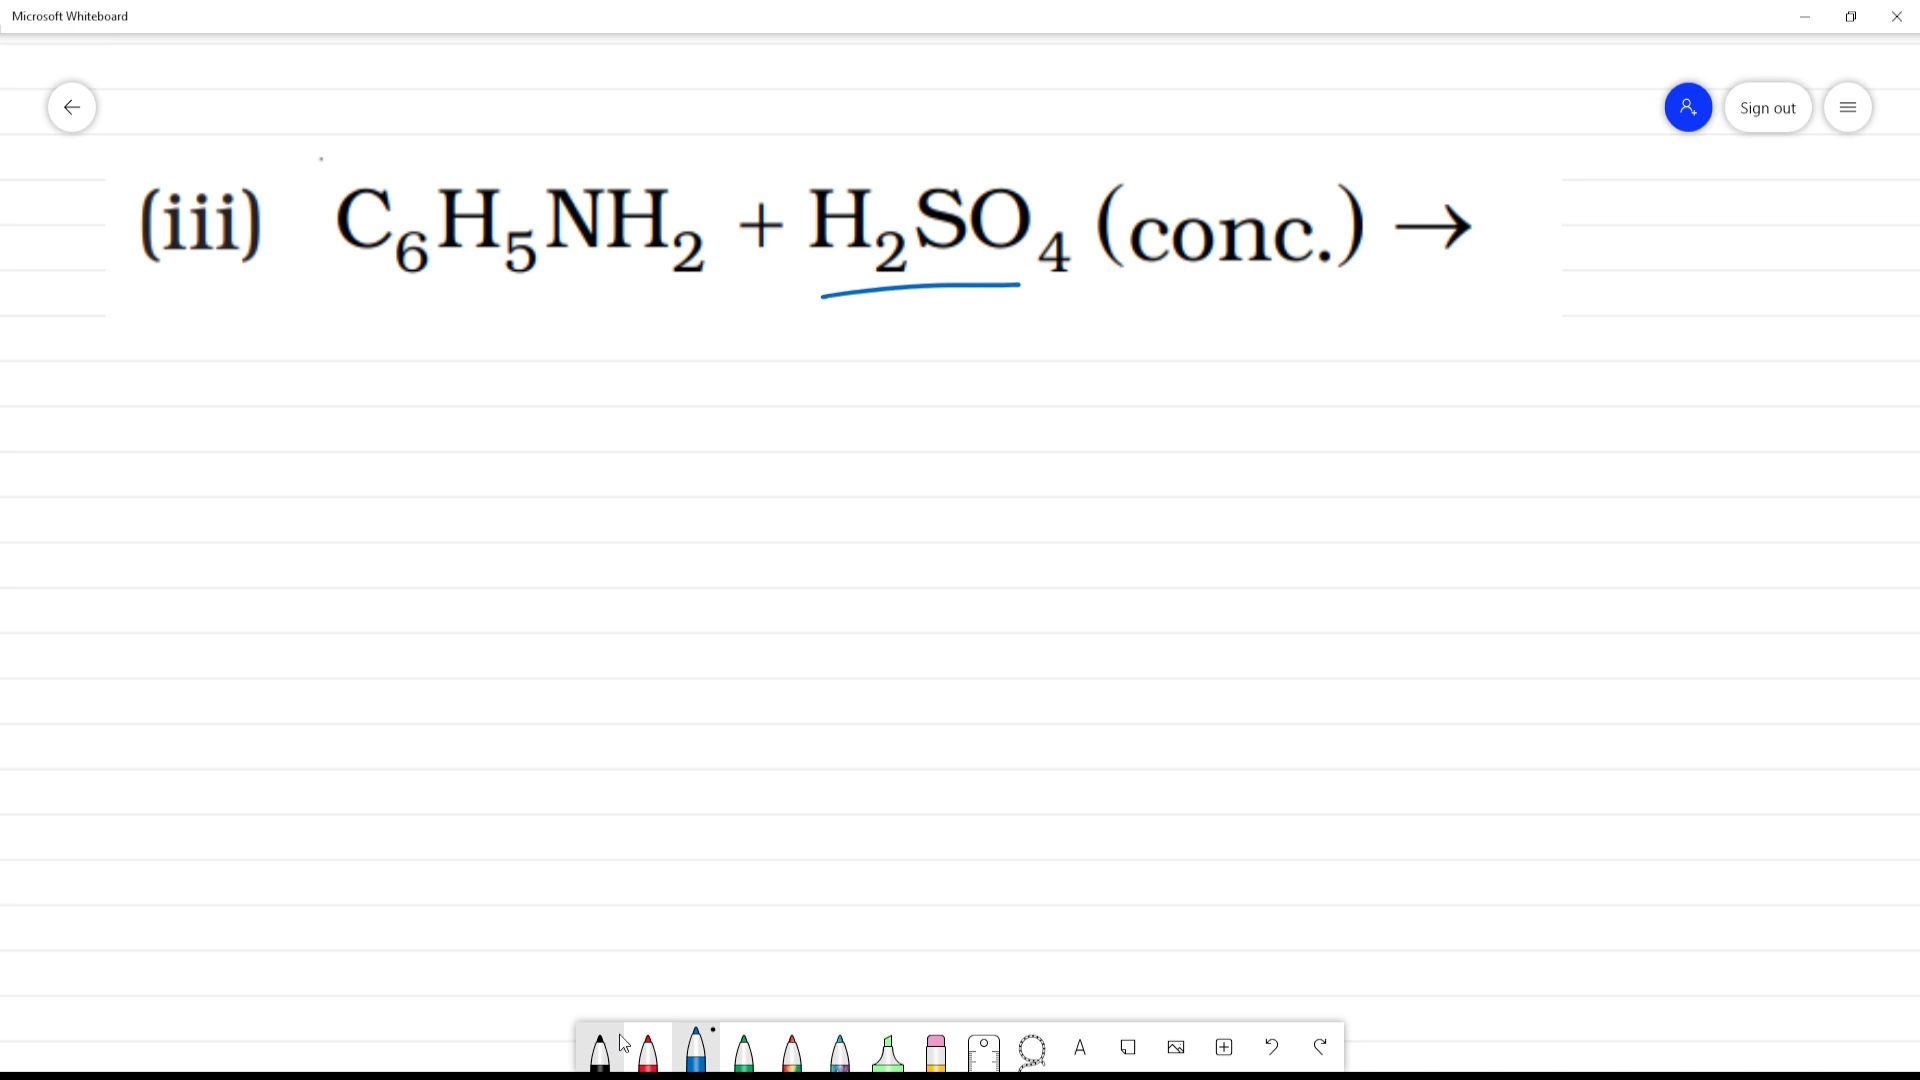 Microsoft Whiteboard
Sign out
(iii) C₆H₅NH₂ + H₂SO₄ (conc.) →
A